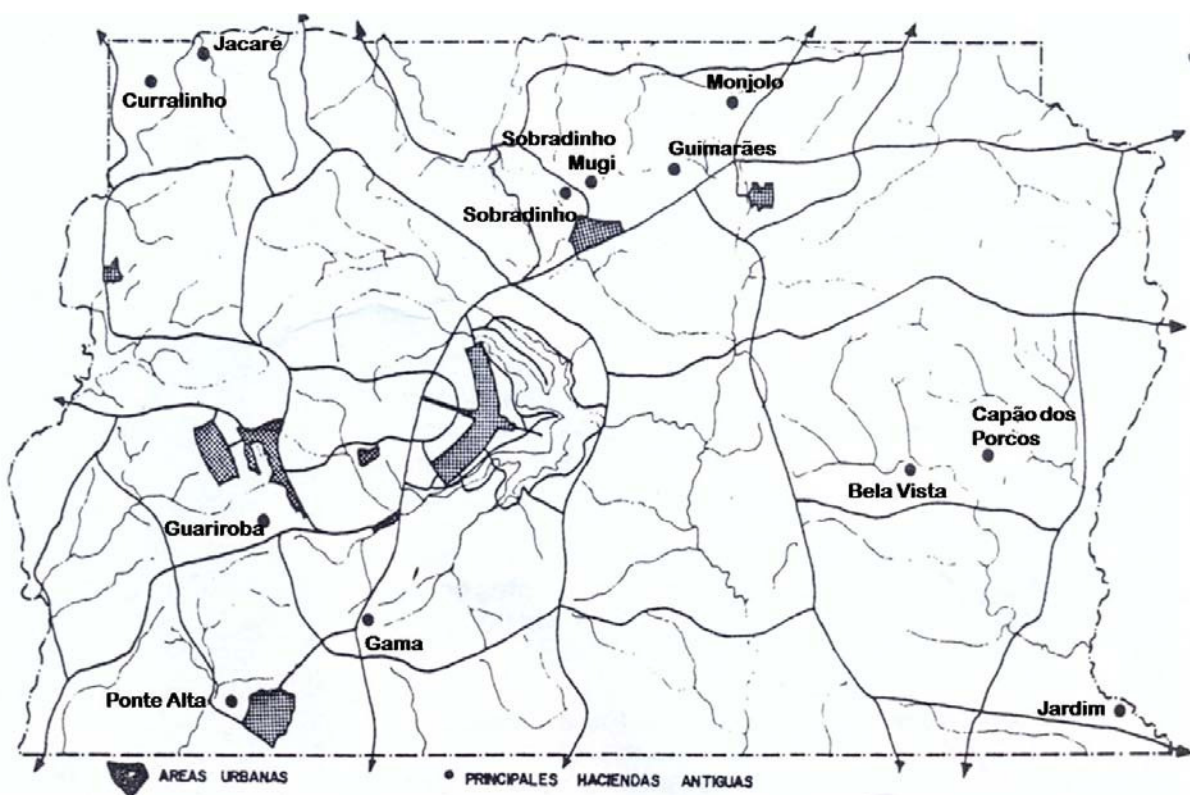 Jacaré
Curralinho
Monjolo
Sobradinho
Mugi
Guimarães
Sobradinho
Capão dos
Porcos
Bela Vista
Guariroba
Gama
Ponte Alta
Jardim
AREAS URBANAS
PRINCIPALES HACIENDAS ANTIGUAS